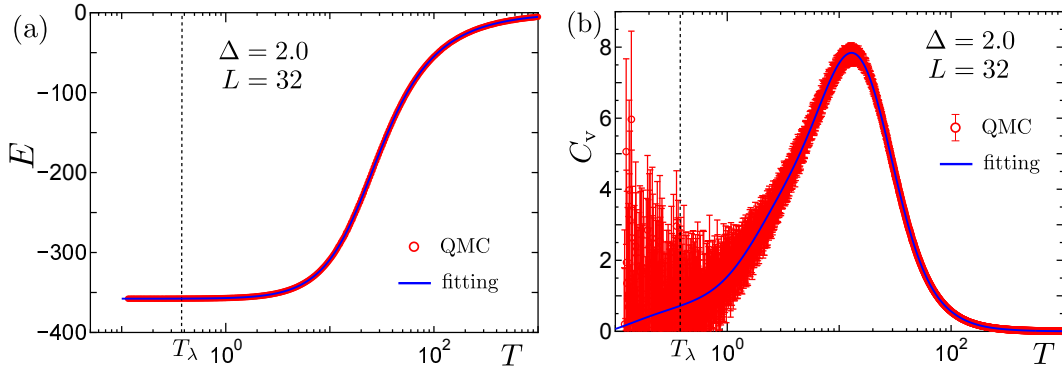 (a)
Δ = 2.0
L = 32
E
0
−100
−200
−300
−400
QMC
fitting
T_λ
10^0
10^2
T
(b)
Δ = 2.0
L = 32
C_v
8
6
4
2
0
QMC
fitting
T_λ
10^0
10^2
T